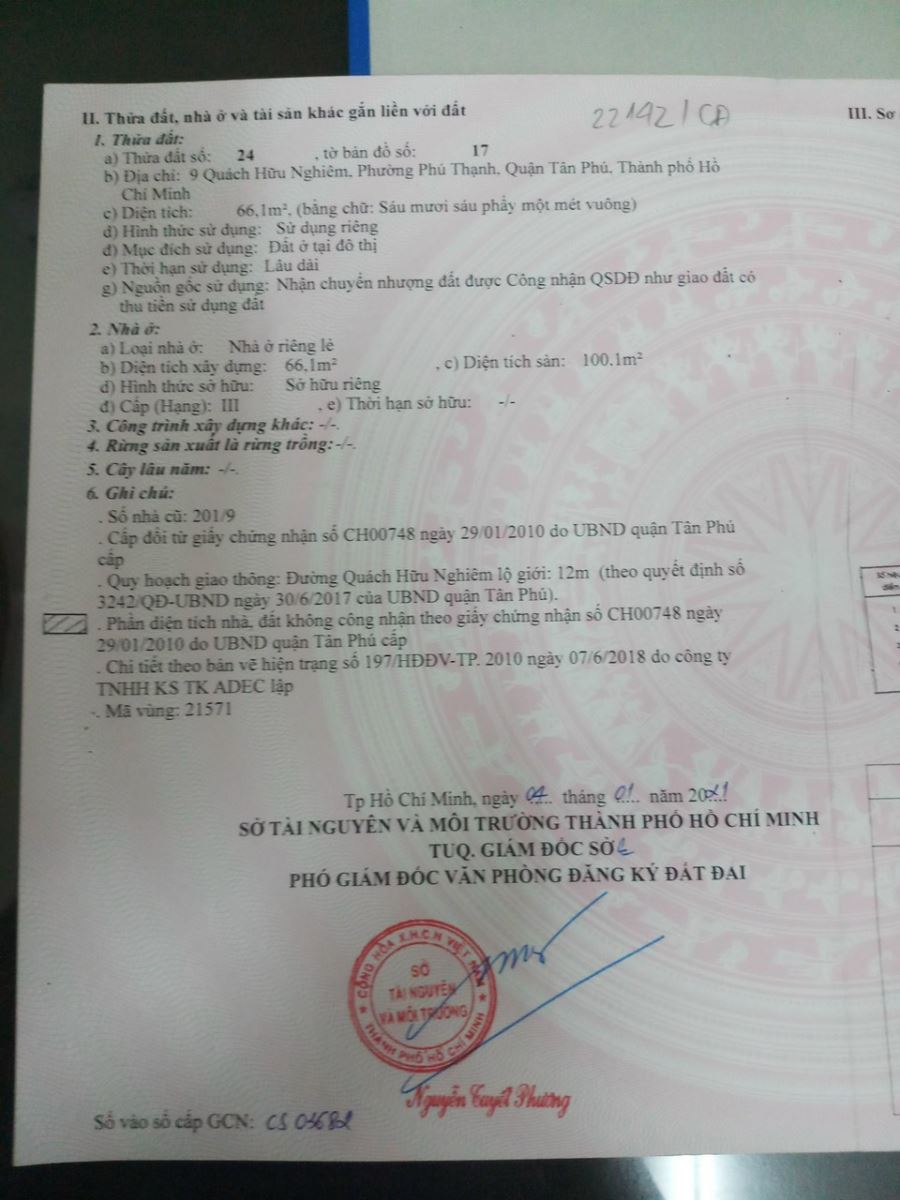 II. Thửa đất, nhà ở và tài sản khác gắn liền với đất
22192/CĐ
III. Sơ
1. Thửa đất:
a) Thửa đất số: 24 , tờ bản đồ số: 17
b) Địa chỉ: 9 Quách Hữu Nghiêm, Phường Phú Thạnh, Quận Tân Phú, Thành phố Hồ
Chí Minh
c) Diện tích: 66,1m², (bằng chữ: Sáu mươi sáu phẩy một mét vuông)
d) Hình thức sử dụng: Sử dụng riêng
đ) Mục đích sử dụng: Đất ở tại đô thị
e) Thời hạn sử dụng: Lâu dài
g) Nguồn gốc sử dụng: Nhận chuyển nhượng đất được Công nhận QSDĐ như giao đất có
thu tiền sử dụng đất
2. Nhà ở:
a) Loại nhà ở: Nhà ở riêng lẻ
b) Diện tích xây dựng: 66,1m² , c) Diện tích sàn: 100,1m²
d) Hình thức sở hữu: Sở hữu riêng
đ) Cấp (Hạng): III , e) Thời hạn sở hữu: -/-
3. Công trình xây dựng khác: -/-.
4. Rừng sản xuất là rừng trồng: -/-.
5. Cây lâu năm: -/-.
6. Ghi chú:
. Số nhà cũ: 201/9
. Cấp đổi từ giấy chứng nhận số CH00748 ngày 29/01/2010 do UBND quận Tân Phú
cấp
. Quy hoạch giao thông: Đường Quách Hữu Nghiêm lộ giới: 12m (theo quyết định số
3242/QĐ-UBND ngày 30/6/2017 của UBND quận Tân Phú).
. Phần diện tích nhà, đất không công nhận theo giấy chứng nhận số CH00748 ngày
29/01/2010 do UBND quận Tân Phú cấp
. Chi tiết theo bản vẽ hiện trạng số 197/HĐĐV-TP. 2010 ngày 07/6/2018 do công ty
TNHH KS TK ADEC lập
. Mã vùng: 21571
Số hiệu
điểm
1
2
3
Tp Hồ Chí Minh, ngày 04 tháng 01 năm 2021
SỞ TÀI NGUYÊN VÀ MÔI TRƯỜNG THÀNH PHỐ HỒ CHÍ MINH
TUQ. GIÁM ĐỐC SỞ
PHÓ GIÁM ĐỐC VĂN PHÒNG ĐĂNG KÝ ĐẤT ĐAI
CỘNG HÒA X.H.C.N VIỆT NAM
SỞ
TÀI NGUYÊN
VÀ MÔI TRƯỜNG
THÀNH PHỐ HỒ CHÍ MINH
Nguyễn Tuyết Phương
Số vào sổ cấp GCN: CS